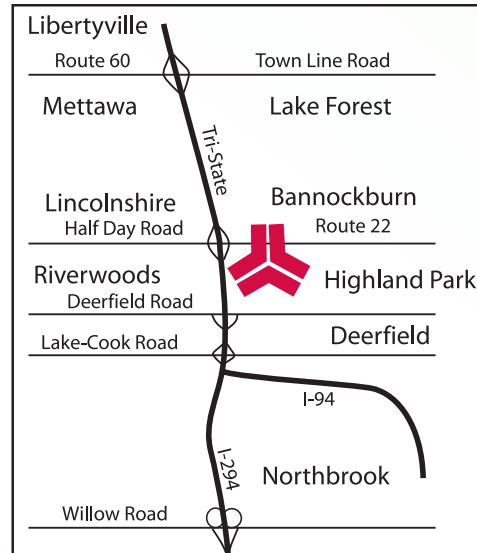 Libertyville
Route 60
Town Line Road
Mettawa
Lake Forest
Tri-State
Lincolnshire
Bannockburn
Half Day Road
Route 22
Riverwoods
Highland Park
Deerfield Road
Deerfield
Lake-Cook Road
I-94
I-294
Northbrook
Willow Road